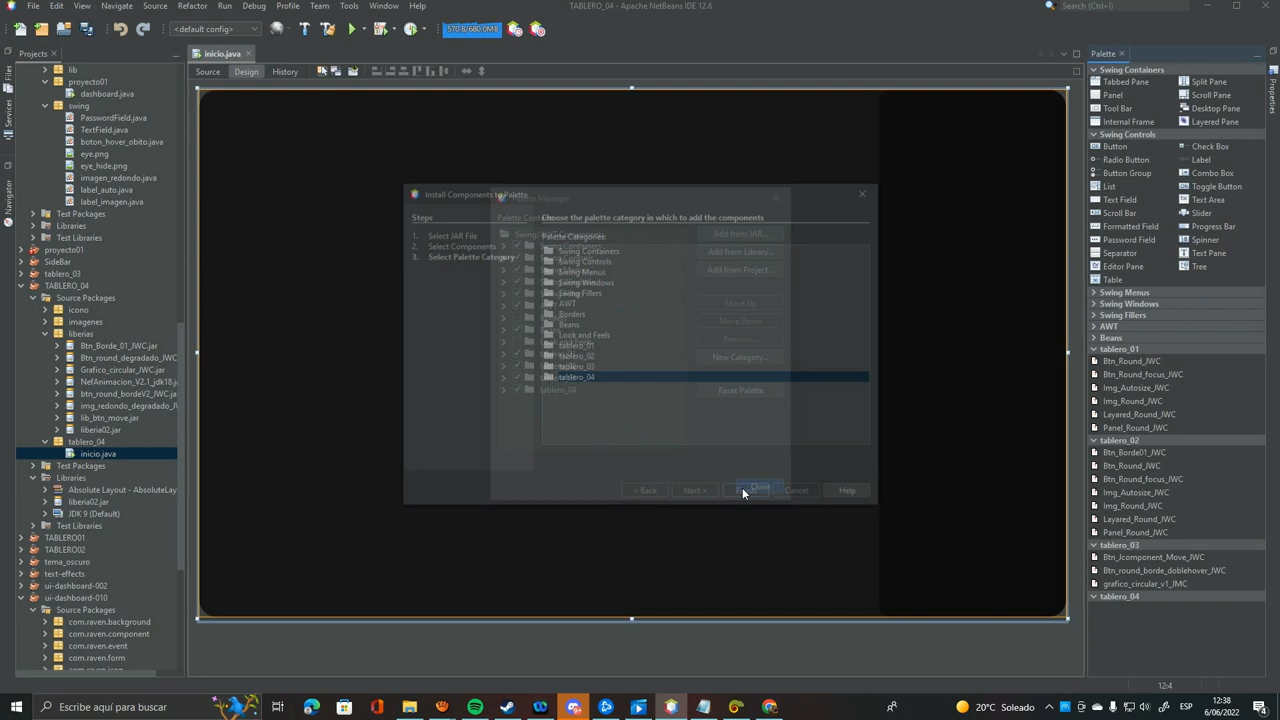 File Edit View Navigate Source Refactor Run Debug Profile Team Tools Window Help
TABLERO_04 - Apache NetBeans IDE 12.6
Search (Ctrl+I)
<default config>
570.8/680.0MB
Projects
inicio.java
Source Design History
Files
Services
Navigator
lib
proyecto01
dashboard.java
swing
PasswordField.java
TextField.java
boton_hover_obito.java
eye.png
eye_hide.png
imagen_redondo.java
label_auto.java
label_imagen.java
Test Packages
Libraries
Test Libraries
proyecto01
SideBar
tablero_03
TABLERO_04
Source Packages
icono
imagenes
liberias
Btn_Borde_01_JWC.jar
Btn_round_degradado_JWC
Grafico_circular_JWC.jar
NefAnimacion_V2.1_jdk18.j
btn_round_bordeV2_JWC.j
img_redondo_degradado_JW
lib_btn_move.jar
liberia02.jar
tablero_04
inicio.java
Test Packages
Libraries
Absolute Layout - AbsoluteLay
liberia02.jar
JDK 9 (Default)
Test Libraries
TABLERO01
TABLERO02
tema_oscuro
text-effects
ui-dashboard-002
ui-dashboard-010
Source Packages
com.raven.background
com.raven.component
com.raven.event
com.raven.form
Install Components to Palette
Manager
Steps
1. Select JAR File
2. Select Components
3. Select Palette Category
Choose the palette category in which to add the components
Palette Categories:
Swing Containers
Swing Controls
Swing Menus
Swing Windows
Swing Fillers
AWT
Borders
Beans
Look and Feels
tablero_01
tablero_02
tablero_03
tablero_04
tablero_04
Add from JAR...
Add from Library...
Add from Project...
Move Up
Move Down
Remove...
New Category...
Reset Palette
Close
< Back Next > Cancel Help
Palette
Properties
Swing Containers
Tabbed Pane Split Pane
Panel Scroll Pane
Tool Bar Desktop Pane
Internal Frame Layered Pane
Swing Controls
Button Check Box
Radio Button Label
Button Group Combo Box
List Toggle Button
Text Field Text Area
Scroll Bar Slider
Formatted Field Progress Bar
Password Field Spinner
Separator Text Pane
Editor Pane Tree
Table
Swing Menus
Swing Windows
Swing Fillers
AWT
Beans
tablero_01
Btn_Round_JWC
Btn_Round_focus_JWC
Img_Autosize_JWC
Img_Round_JWC
Layared_Round_JWC
Panel_Round_JWC
tablero_02
Btn_Borde01_JWC
Btn_Round_JWC
Btn_Round_focus_JWC
Img_Autosize_JWC
Img_Round_JWC
Layared_Round_JWC
Panel_Round_JWC
tablero_03
Btn_Jcomponent_Move_JWC
Btn_round_borde_doblehover_JWC
grafico_circular_v1_JMC
tablero_04
12:4
Escribe aquí para buscar
20°C Soleado
ESP
12:38
6/06/2022